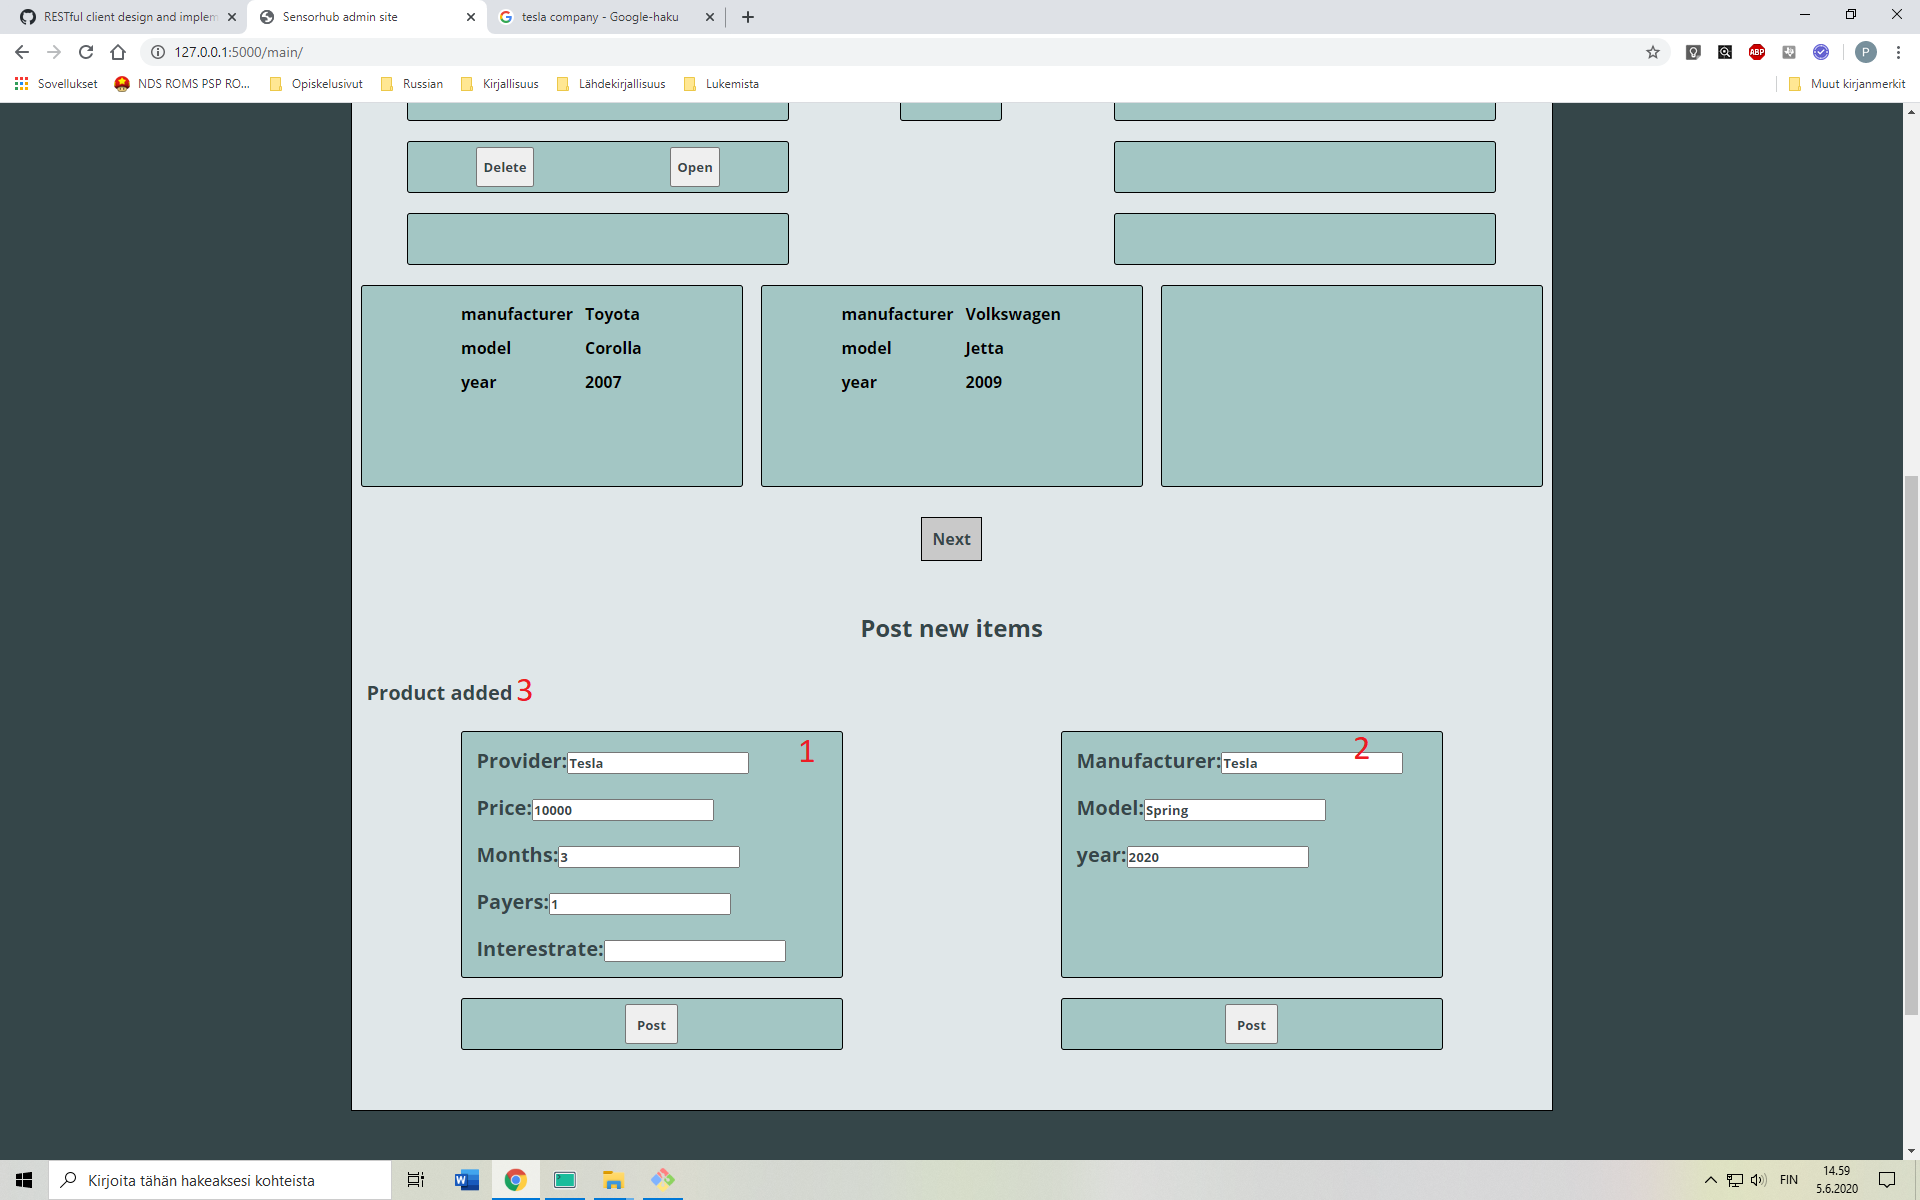 RESTful client design and implem
Sensorhub admin site
tesla company - Google-haku
127.0.0.1:5000/main/
ABP
P
Sovellukset
NDS ROMS PSP RO...
Opiskelusivut
Russian
Kirjallisuus
Lähdekirjallisuus
Lukemista
Muut kirjanmerkit
Delete
Open
manufacturer Toyota
model Corolla
year 2007
manufacturer Volkswagen
model Jetta
year 2009
Next
Post new items
Product added 3
1
Provider: Tesla
Price: 10000
Months: 3
Payers: 1
Interestrate:
Post
2
Manufacturer: Tesla
Model: Spring
year: 2020
Post
Kirjoita tähän hakeaksesi kohteista
W
FIN
14.59
5.6.2020